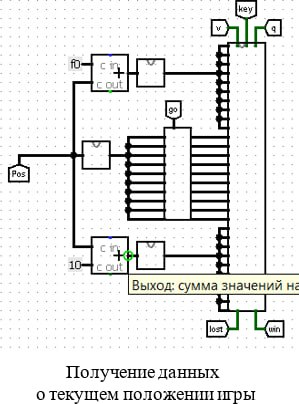 key
v
q
f0
c in
+
c out
go
Pos
c in
10
+
c out
Выход: сумма значений на
lost
win
Получение данных
о текущем положении игры